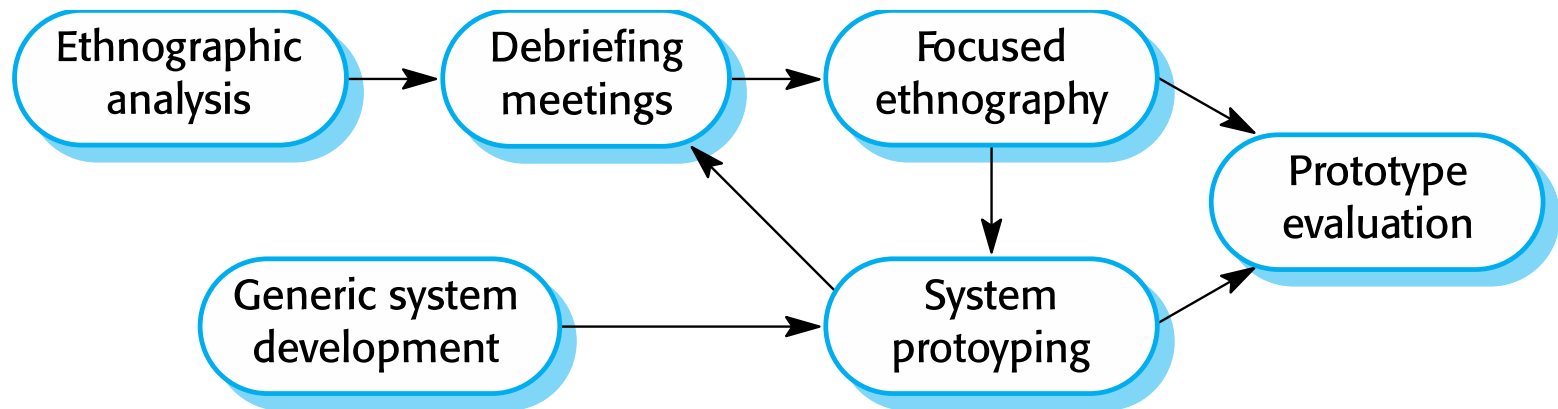 Ethnographic
analysis
Debriefing
meetings
Focused
ethnography
Prototype
evaluation
Generic system
development
System
protoyping